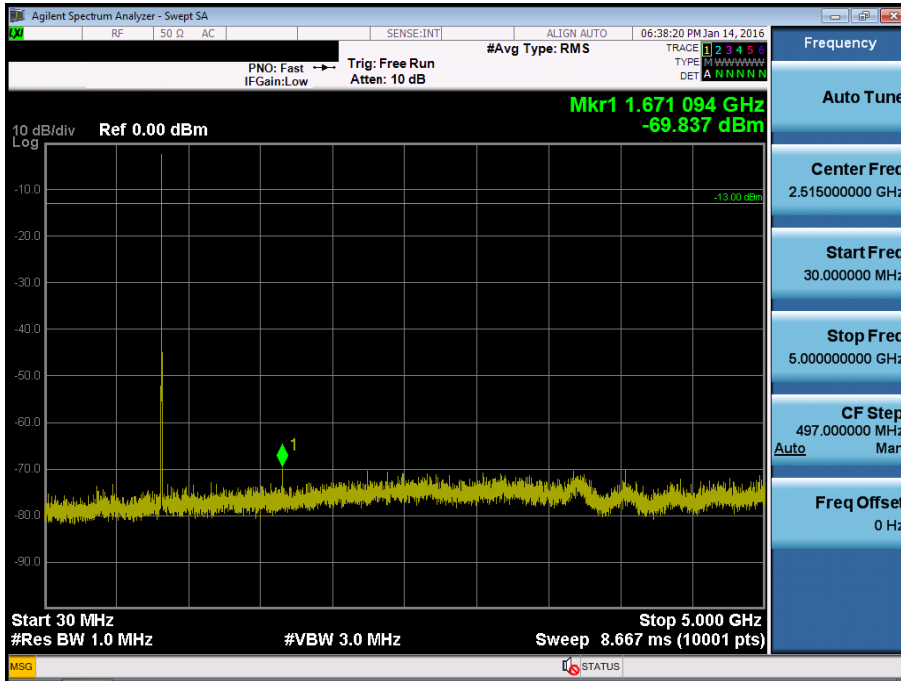 Agilent Spectrum Analyzer - Swept SA
LXI RF 50 Ω AC SENSE:INT ALIGN AUTO 06:38:20 PM Jan 14, 2016
#Avg Type: RMS
TRACE 1 2 3 4 5 6
PNO: Fast
Trig: Free Run
TYPE M WWWWW
IFGain:Low
Atten: 10 dB
DET A N N N N N
Mkr1 1.671 094 GHz
-69.837 dBm
10 dB/div Ref 0.00 dBm
Log
-10.0
-13.00 dBm
-20.0
-30.0
-40.0
-50.0
-60.0
1
-70.0
-80.0
-90.0
Start 30 MHz Stop 5.000 GHz
#Res BW 1.0 MHz #VBW 3.0 MHz Sweep 8.667 ms (10001 pts)
MSG STATUS
Frequency
Auto Tune
Center Freq
2.515000000 GHz
Start Freq
30.000000 MHz
Stop Freq
5.000000000 GHz
CF Step
497.000000 MHz
Auto Man
Freq Offset
0 Hz